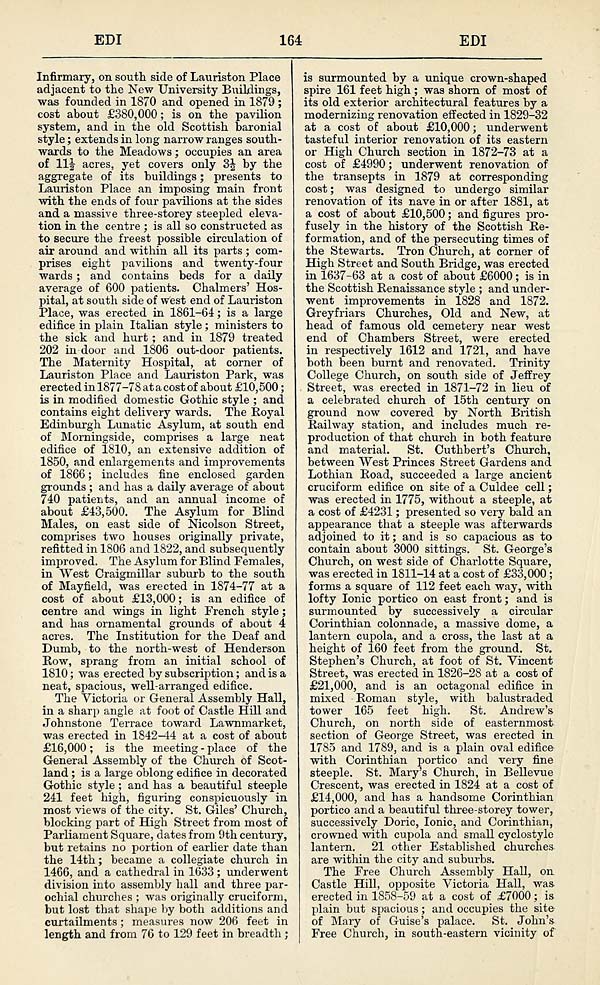 EDI 164 EDI
Infirmary, on south side of Lauriston Place
adjacent to the New University Buildings,
was founded in 1870 and opened in 1879 ;
cost about £380,000 ; is on the pavilion
system, and in the old Scottish baronial
style ; extends in long narrow ranges south-
wards to the Meadows ; occupies an area
of 11½ acres, yet covers only 3½ by the
aggregate of its buildings ; presents to
Lauriston Place an imposing main front
with the ends of four pavilions at the sides
and a massive three-storey steepled eleva-
tion in the centre ; is all so constructed as
to secure the freest possible circulation of
air around and within all its parts ; com-
prises eight pavilions and twenty-four
wards ; and contains beds for a daily
average of 600 patients. Chalmers' Hos-
pital, at south side of west end of Lauriston
Place, was erected in 1861-64 ; is a large
edifice in plain Italian style ; ministers to
the sick and hurt ; and in 1879 treated
202 in-door and 1806 out-door patients.
The Maternity Hospital, at corner of
Lauriston Place and Lauriston Park, was
erected in 1877-78 at a cost of about £10,500 ;
is in modified domestic Gothic style ; and
contains eight delivery wards. The Royal
Edinburgh Lunatic Asylum, at south end
of Morningside, comprises a large neat
edifice of 1810, an extensive addition of
1850, and enlargements and improvements
of 1866 ; includes fine enclosed garden
grounds ; and has a daily average of about
740 patients, and an annual income of
about £43,500. The Asylum for Blind
Males, on east side of Nicolson Street,
comprises two houses originally private,
refitted in 1806 and 1822, and subsequently
improved. The Asylum for Blind Females,
in West Craigmillar suburb to the south
of Mayfield, was erected in 1874-77 at a
cost of about £13,000 ; is an edifice of
centre and wings in light French style ;
and has ornamental grounds of about 4
acres. The Institution for the Deaf and
Dumb, to the north-west of Henderson
Row, sprang from an initial school of
1810 ; was erected by subscription ; and is a
neat, spacious, well-arranged edifice.
The Victoria or General Assembly Hall,
in a sharp angle at foot of Castle Hill and
Johnstone Terrace toward Lawnmarket,
was erected in 1842-44 at a cost of about
£16,000 ; is the meeting-place of the
General Assembly of the Church of Scot-
land ; is a large oblong edifice in decorated
Gothic style ; and has a beautiful steeple
241 feet high, figuring conspicuously in
most views of the city. St. Giles' Church,
blocking part of High Street from most of
Parliament Square, dates from 9th century,
but retains no portion of earlier date than
the 14th ; became a collegiate church in
1466, and a cathedral in 1633 ; underwent
division into assembly hall and three par-
ochial churches ; was originally cruciform,
but lost that shape by both additions and
curtailments ; measures now 206 feet in
length and from 76 to 129 feet in breadth ;
is surmounted by a unique crown-shaped
spire 161 feet high ; was shorn of most of
its old exterior architectural features by a
modernizing renovation effected in 1829-32
at a cost of about £10,000 ; underwent
tasteful interior renovation of its eastern
or High Church section in 1872-73 at a
cost of £4990 ; underwent renovation of
the transepts in 1879 at corresponding
cost ; was designed to undergo similar
renovation of its nave in or after 1881, at
a cost of about £10,500 ; and figures pro-
fusely in the history of the Scottish Re-
formation, and of the persecuting times of
the Stewarts. Tron Church, at corner of
High Street and South Bridge, was erected
in 1637-63 at a cost of about £6000 ; is in
the Scottish Renaissance style ; and under-
went improvements in 1828 and 1872.
Greyfriars Churches, Old and New, at
head of famous old cemetery near west
end of Chambers Street, were erected
in respectively 1612 and 1721, and have
both been burnt and renovated. Trinity
College Church, on south side of Jeffrey
Street, was erected in 1871-72 in lieu of
a celebrated church of 15th century on
ground now covered by North British
Railway station, and includes much re-
production of that church in both feature
and material. St. Cuthbert's Church,
between West Princes Street Gardens and
Lothian Road, succeeded a large ancient
cruciform edifice on site of a Culdee cell ;
was erected in 1775, without a steeple, at
a cost of £4231 ; presented so very bald an
appearance that a steeple was afterwards
adjoined to it ; and is so capacious as to
contain about 3000 sittings. St. George's
Church, on west side of Charlotte Square,
was erected in 1811-14 at a cost of £33,000 ;
forms a square of 112 feet each way, with
lofty Ionic portico on east front ; and is
surmounted by successively a circular
Corinthian colonnade, a massive dome, a
lantern cupola, and a cross, the last at a
height of 160 feet from the ground. St.
Stephen's Church, at foot of St. Vincent
Street, was erected in 1826-28 at a cost of
£21,000, and is an octagonal edifice in
mixed Roman style, with balustraded
tower 165 feet high. St. Andrew's
Church, on north side of easternmost
section of George Street, was erected in
1785 and 1789, and is a plain oval edifice
with Corinthian portico and very fine
steeple. St. Mary's Church, in Bellevue
Crescent, was erected in 1824 at a cost of
£14,000, and has a handsome Corinthian
portico and a beautiful three-storey tower,
successively Doric, Ionic, and Corinthian,
crowned with cupola and small cyclostyle
lantern. 21 other Established churches
are within the city and suburbs.
The Free Church Assembly Hall, on
Castle Hill, opposite Victoria Hall, was
erected in 1858-59 at a cost of £7000 ; is
plain but spacious ; and occupies the site
of Mary of Guise's palace. St. John's
Free Church, in south-eastern vicinity of